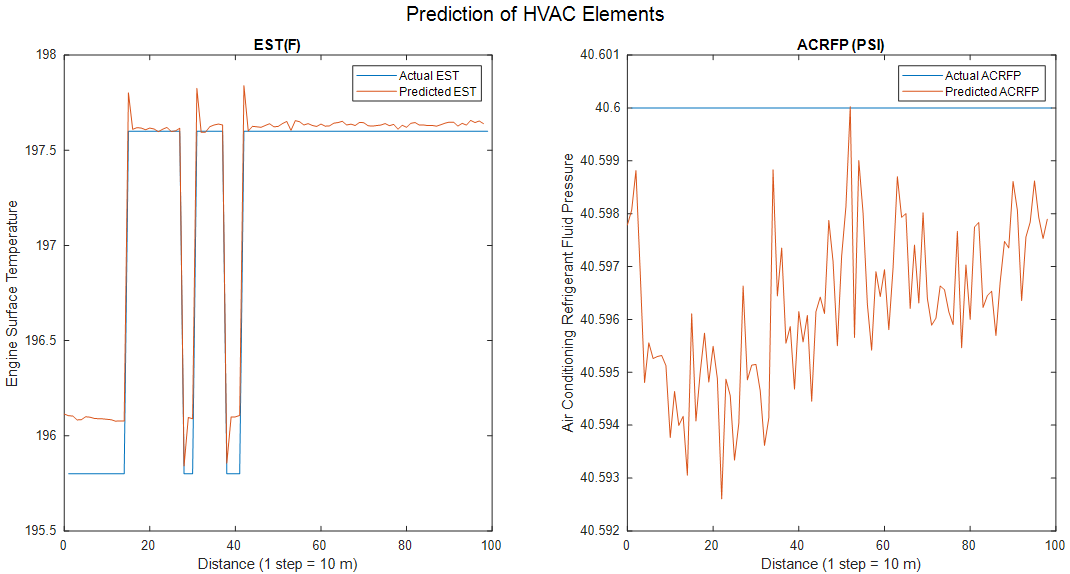 Prediction of HVAC Elements
EST(F)
Actual EST
Predicted EST
198
197.5
197
196.5
196
195.5
Engine Surface Temperature
0
20
40
60
80
100
Distance (1 step = 10 m)
ACRFP (PSI)
Actual ACRFP
Predicted ACRFP
40.601
40.6
40.599
40.598
40.597
40.596
40.595
40.594
40.593
40.592
Air Conditioning Refrigerant Fluid Pressure
0
20
40
60
80
100
Distance (1 step = 10 m)